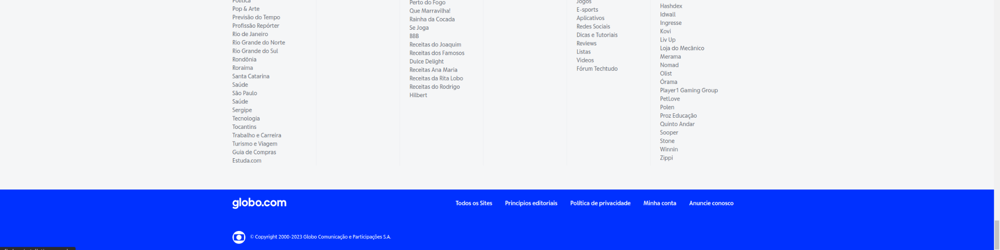 Política
Pop & Arte
Previsão do Tempo
Profissão Repórter
Rio de Janeiro
Rio Grande do Norte
Rio Grande do Sul
Rondônia
Roraima
Santa Catarina
Saúde
São Paulo
Saúde
Sergipe
Tecnologia
Tocantins
Trabalho e Carreira
Turismo e Viagem
Guia de Compras
Estuda.com
Perto do Fogo
Que Marravilha!
Rainha da Cocada
Se Joga
BBB
Receitas do Joaquim
Receitas dos Famosos
Dulce Delight
Receitas Ana Maria
Receitas da Rita Lobo
Receitas do Rodrigo
Hilbert
Jogos
E-sports
Aplicativos
Redes Sociais
Dicas e Tutoriais
Reviews
Listas
Videos
Fórum Techtudo
Hashdex
Idwall
Ingresse
Kovi
Liv Up
Loja do Mecânico
Merama
Nomad
Olist
Órama
Player1 Gaming Group
PetLove
Polen
Proz Educação
Quinto Andar
Sooper
Stone
Winnin
Zippi
globo.com
Todos os Sites
Princípios editoriais
Política de privacidade
Minha conta
Anuncie conosco
© Copyright 2000-2023 Globo Comunicação e Participações S.A.